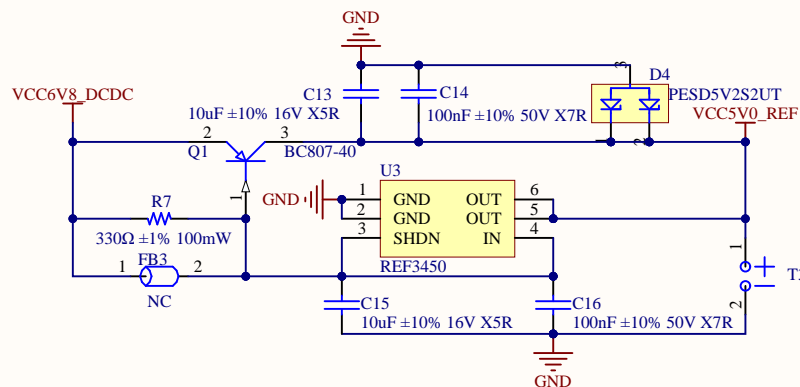 GND
VCC6V8_DCDC
C13
C14
3
D4
10uF ±10% 16V X5R
100nF ±10% 50V X7R
PESD5V2S2UT
VCC5V0_REF
2
3
1
2
Q1
BC807-40
1
U3
GND
1
GND
OUT
6
2
GND
OUT
5
3
SHDN
IN
4
REF3450
R7
330Ω ±1% 100mW
FB3
1
2
NC
1
2
C15
10uF ±10% 16V X5R
C16
100nF ±10% 50V X7R
GND